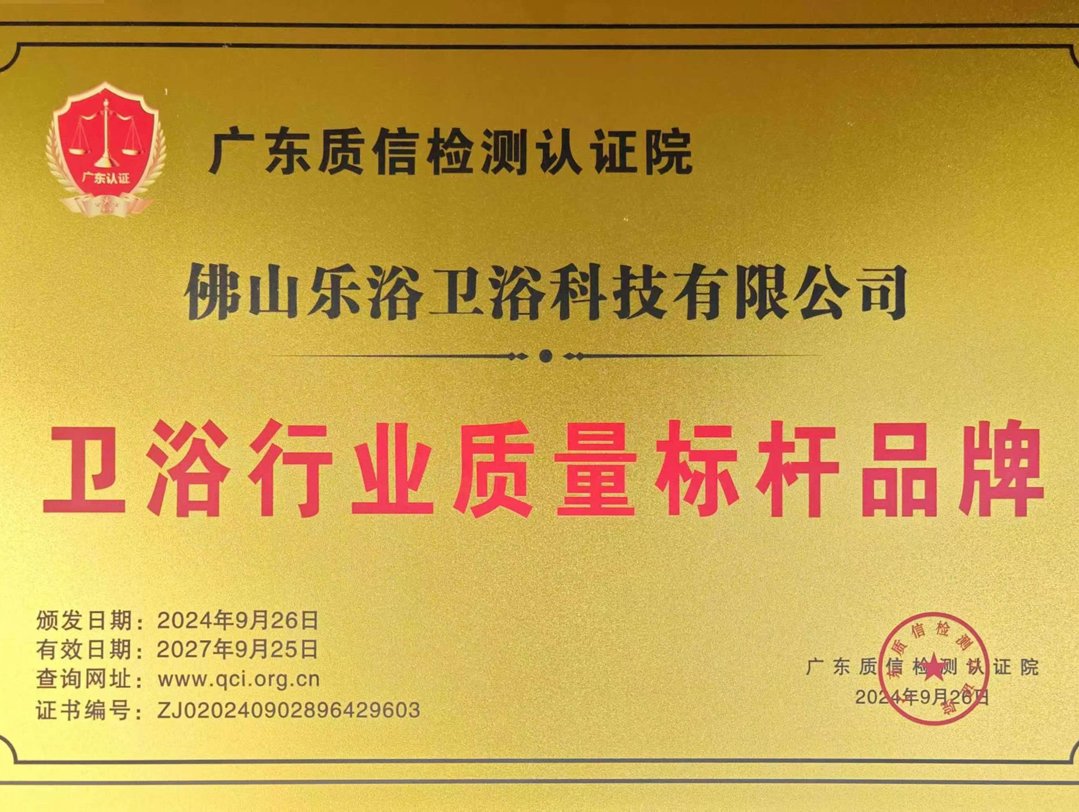 广东认证
广东质信检测认证院
佛山乐浴卫浴科技有限公司
卫浴行业质量标杆品牌
颁发日期：2024年9月26日
有效日期：2027年9月25日
查询网址：www.qci.org.cn
证书编号：ZJ020240902896429603
广东质信检测认证院
2024年9月26日